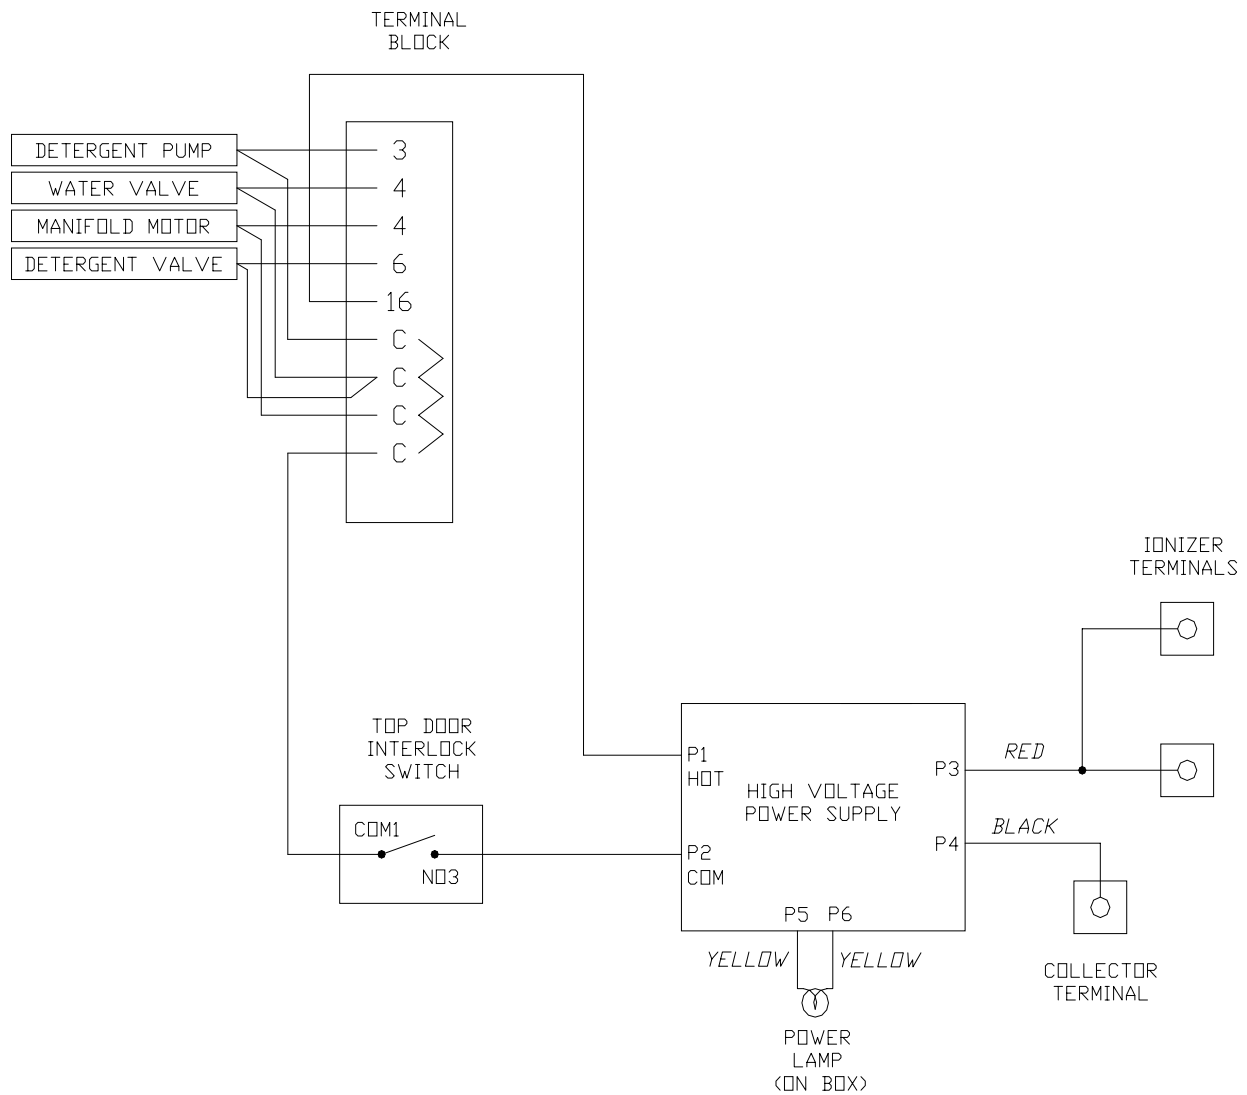 TERMINAL
BLOCK
DETERGENT PUMP
WATER VALVE
MANIFOLD MOTOR
DETERGENT VALVE
3
4
4
6
16
C
C
C
C
IONIZER
TERMINALS
TOP DOOR
INTERLOCK
SWITCH
COM1
NO3
P1
HOT
P2
COM
HIGH VOLTAGE
POWER SUPPLY
P3
P4
P5 P6
RED
BLACK
YELLOW
YELLOW
COLLECTOR
TERMINAL
POWER
LAMP
(ON BOX)